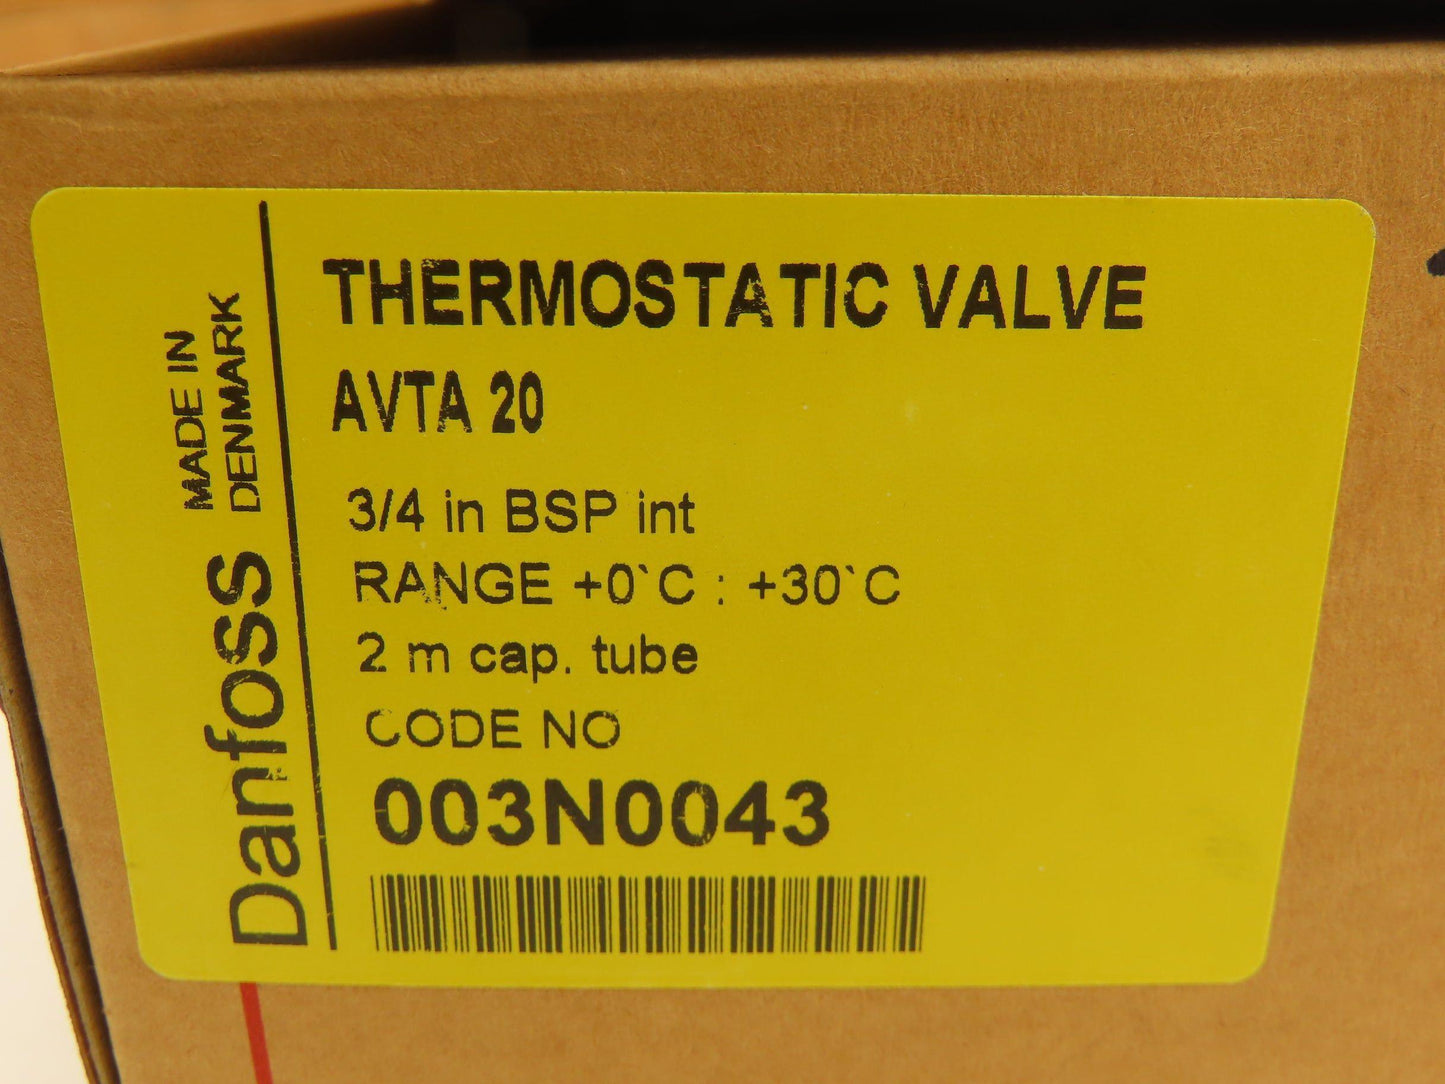 THERMOSTATIC VALVE
AVTA 20
3/4 in BSP int
RANGE +0`C : +30`C
2 m cap. tube
CODE NO
003N0043
Danfoss
MADE IN
DENMARK